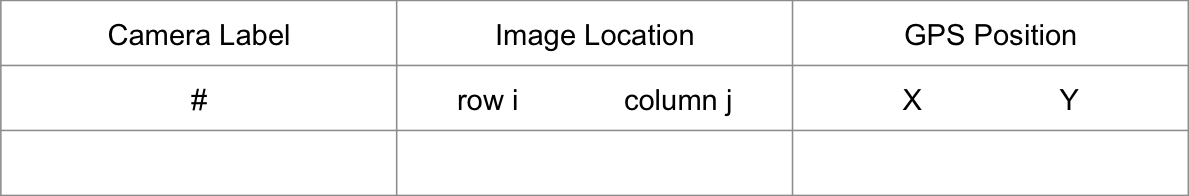 Camera Label Image Location GPS Position
# row i column j X Y